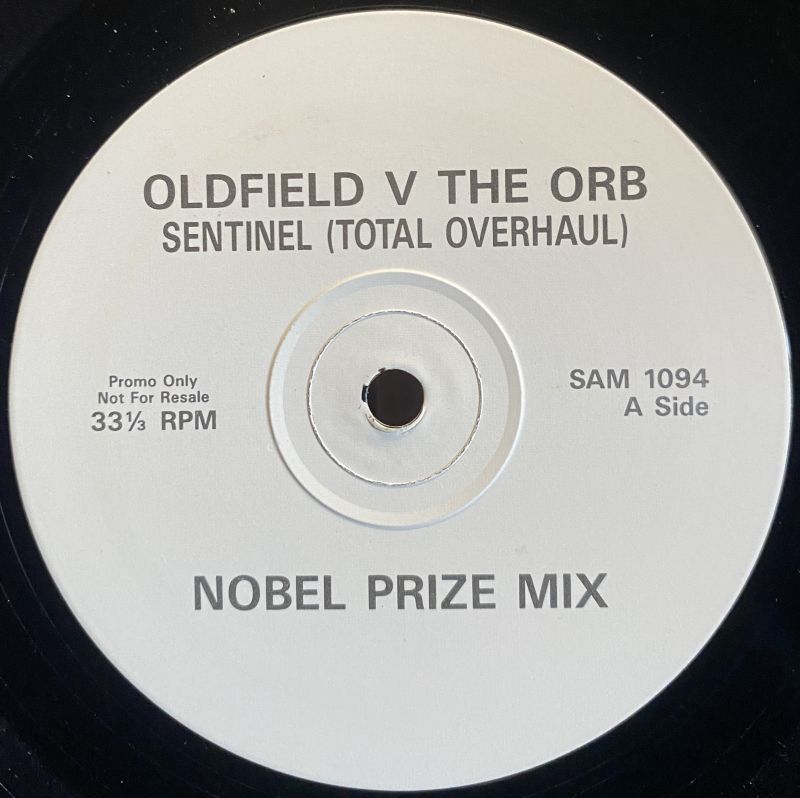 OLDFIELD V THE ORB
SENTINEL (TOTAL OVERHAUL)
Promo Only
Not For Resale
33⅓ RPM
SAM 1094
A Side
NOBEL PRIZE MIX